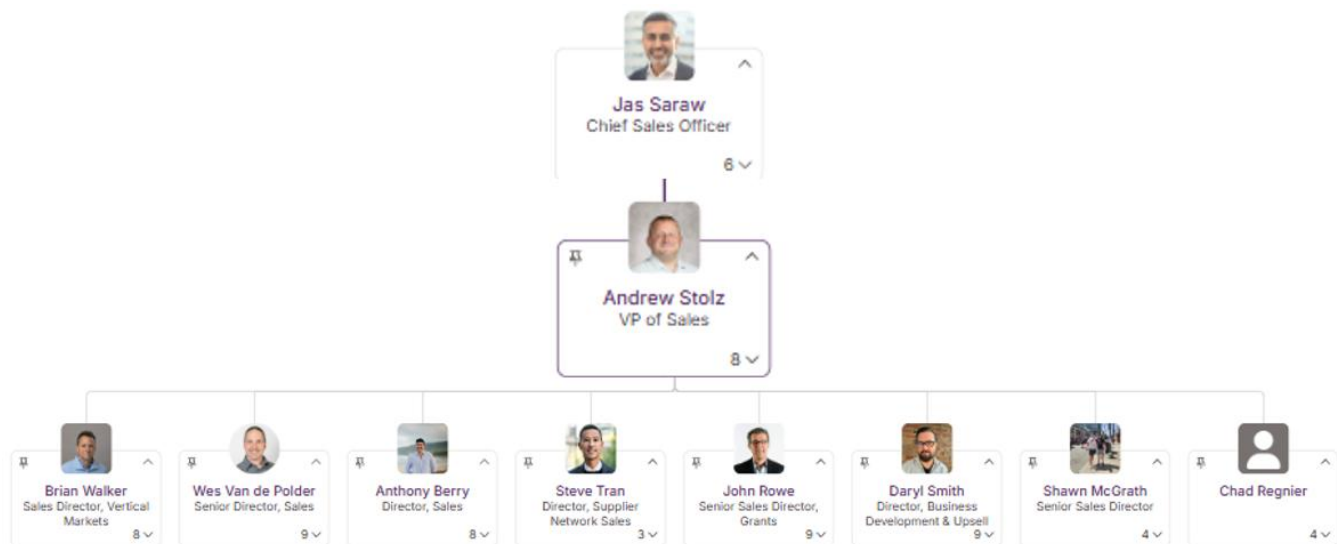 Jas Saraw
Chief Sales Officer
6
Andrew Stolz
VP of Sales
8
Brian Walker
Sales Director, Vertical
Markets
8
Wes Van de Polder
Senior Director, Sales
9
Anthony Berry
Director, Sales
8
Steve Tran
Director, Supplier
Network Sales
3
John Rowe
Senior Sales Director,
Grants
9
Daryl Smith
Director, Business
Development & Upsell
9
Shawn McGrath
Senior Sales Director
4
Chad Regnier
4